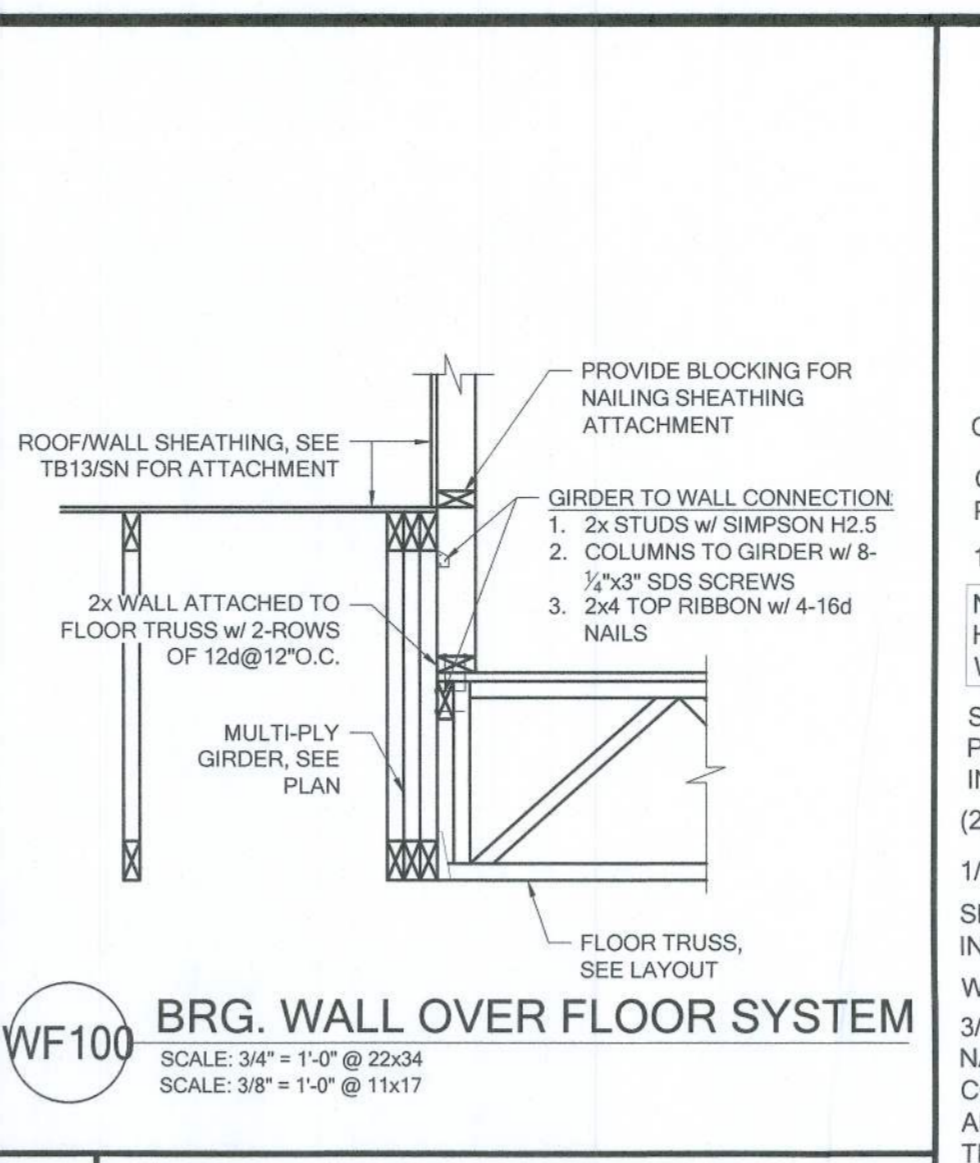 PROVIDE BLOCKING FOR
NAILING SHEATHING
ATTACHMENT
ROOF/WALL SHEATHING, SEE
TB13/SN FOR ATTACHMENT
GIRDER TO WALL CONNECTION:
1. 2x STUDS w/ SIMPSON H2.5
2. COLUMNS TO GIRDER w/ 8-
1/4"x3" SDS SCREWS
3. 2x4 TOP RIBBON w/ 4-16d
NAILS
2x WALL ATTACHED TO
FLOOR TRUSS w/ 2-ROWS
OF 12d@12"O.C.
MULTI-PLY
GIRDER, SEE
PLAN
FLOOR TRUSS,
SEE LAYOUT
WF100
BRG. WALL OVER FLOOR SYSTEM
SCALE: 3/4" = 1'-0" @ 22x34
SCALE: 3/8" = 1'-0" @ 11x17
(2
1/